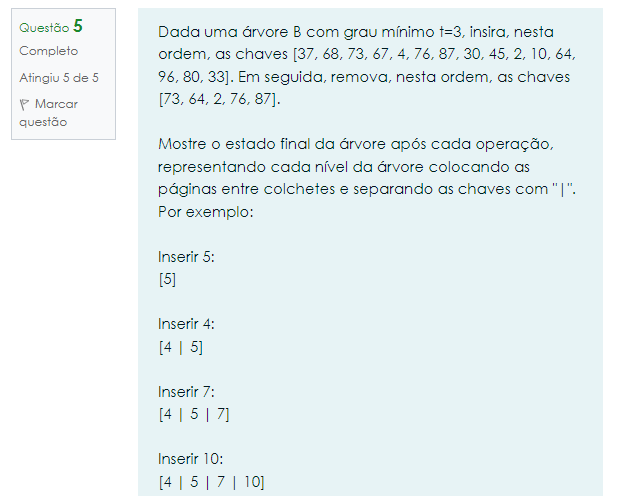 Questão 5
Completo
Atingiu 5 de 5
Marcar
questão
Dada uma árvore B com grau mínimo t=3, insira, nesta
ordem, as chaves [37, 68, 73, 67, 4, 76, 87, 30, 45, 2, 10, 64,
96, 80, 33]. Em seguida, remova, nesta ordem, as chaves
[73, 64, 2, 76, 87].
Mostre o estado final da árvore após cada operação,
representando cada nível da árvore colocando as
páginas entre colchetes e separando as chaves com "|".
Por exemplo:
Inserir 5:
[5]
Inserir 4:
[4 | 5]
Inserir 7:
[4 | 5 | 7]
Inserir 10:
[4 | 5 | 7 | 10]